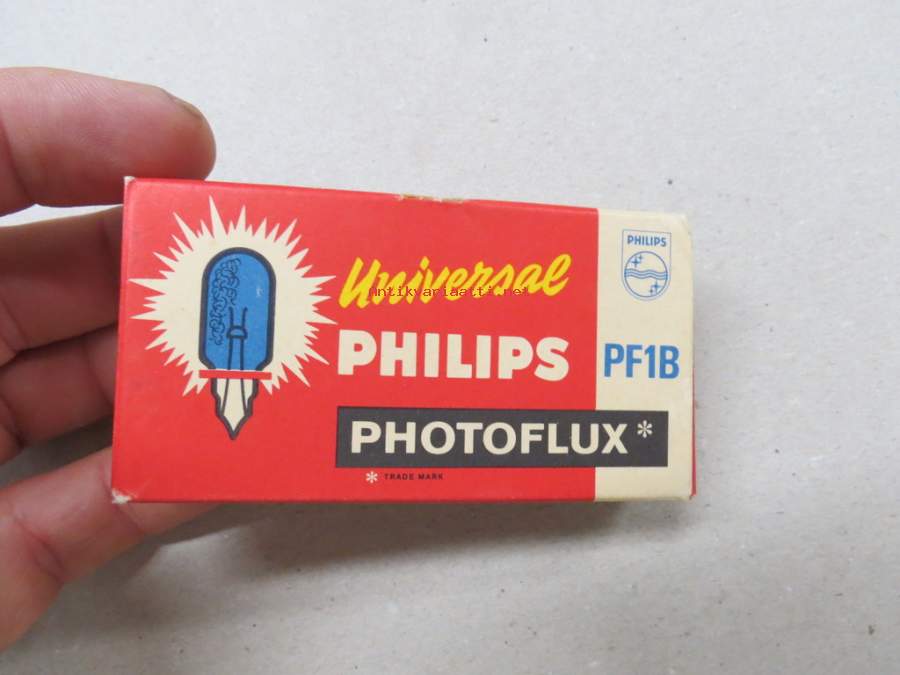 Universal
antikvariaatti.net
PHILIPS
PHOTOFLUX*
* TRADE MARK
PHILIPS
PF1B